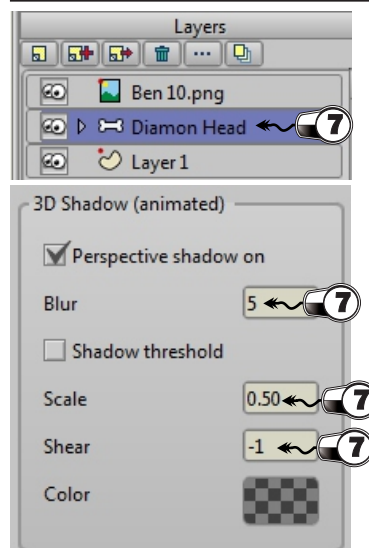 Layers
Ben 10.png
Diamon Head 7
Layer 1
3D Shadow (animated)
Perspective shadow on
Blur 5 7
Shadow threshold
Scale 0.50 7
Shear -1 7
Color